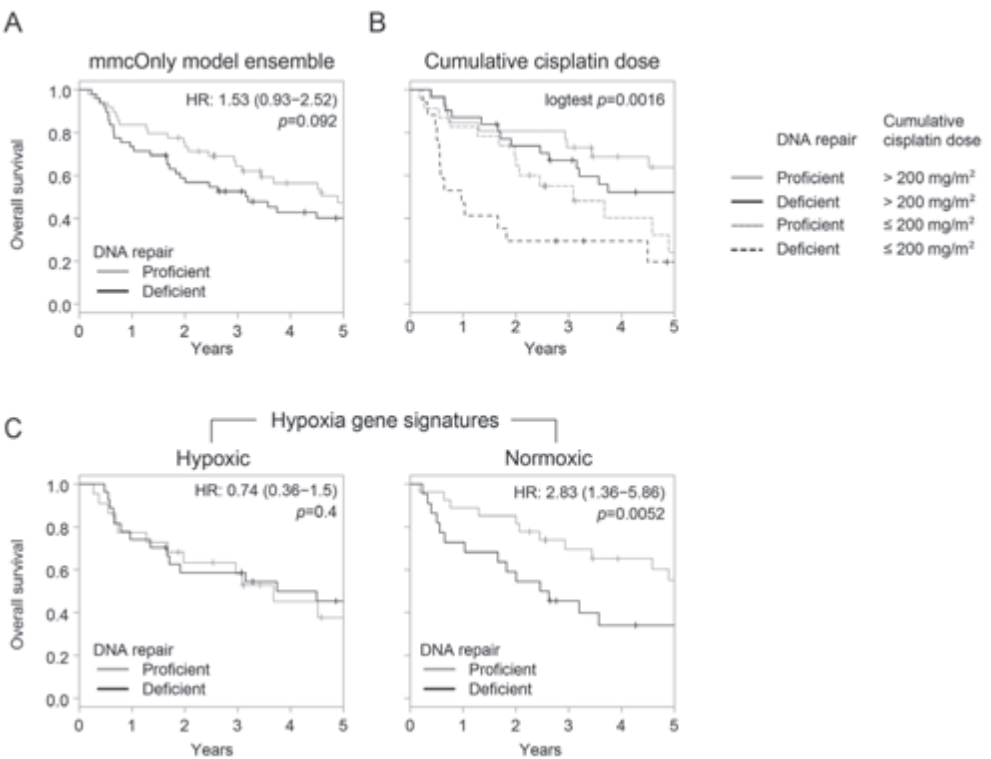 A
B
mmcOnly model ensemble
Cumulative cisplatin dose
HR: 1.53 (0.93−2.52)
p=0.092
1.0
0.8
0.6
0.4
0.2
0.0
Overall survival
DNA repair
Proficient
Deficient
0 1 2 3 4 5
Years
logtest p=0.0016
0 1 2 3 4 5
Years
DNA repair
Cumulative
cisplatin dose
Proficient > 200 mg/m²
Deficient > 200 mg/m²
Proficient ≤ 200 mg/m²
Deficient ≤ 200 mg/m²
C
Hypoxia gene signatures
Hypoxic
Normoxic
HR: 0.74 (0.36−1.5)
p=0.4
1.0
0.8
0.6
0.4
0.2
0.0
Overall survival
DNA repair
Proficient
Deficient
0 1 2 3 4 5
Years
HR: 2.83 (1.36−5.86)
p=0.0052
DNA repair
Proficient
Deficient
0 1 2 3 4 5
Years